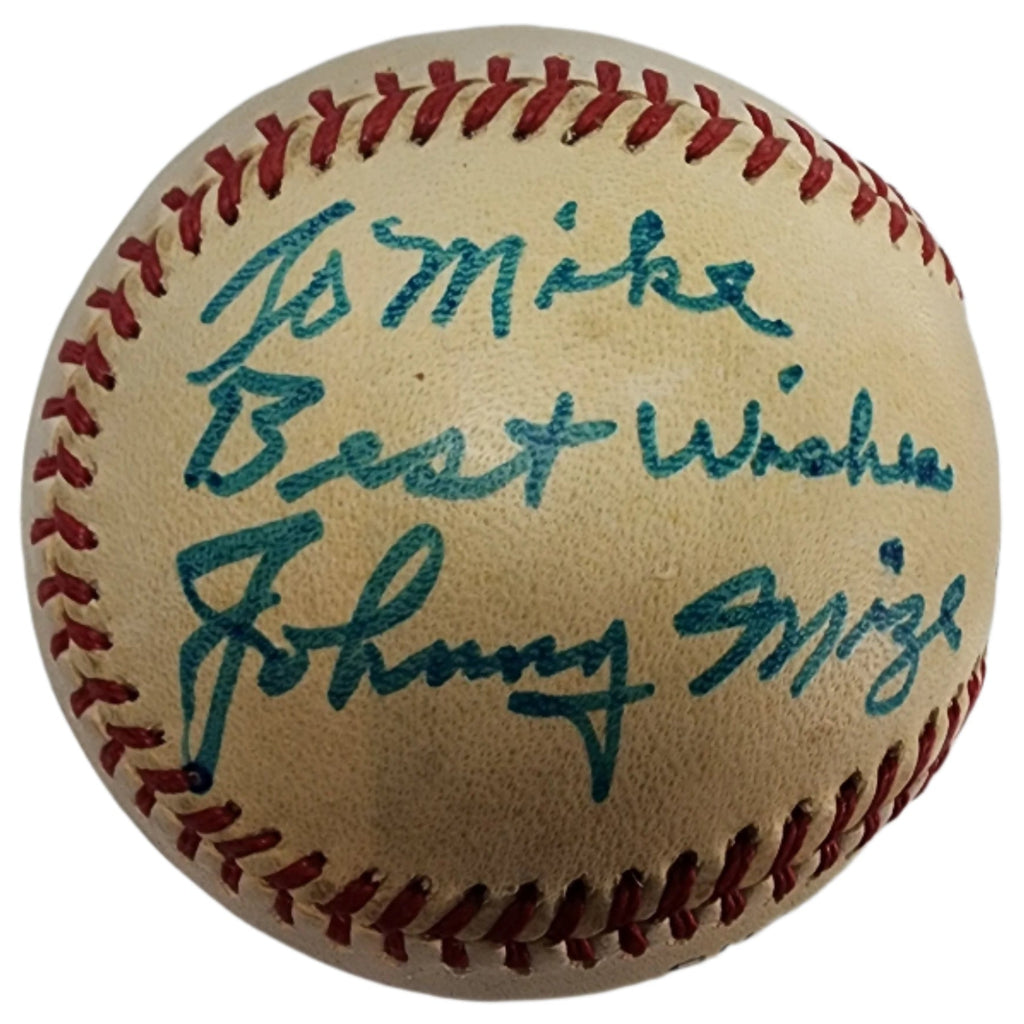 To Mike
Best Wishes
Johnny Mize